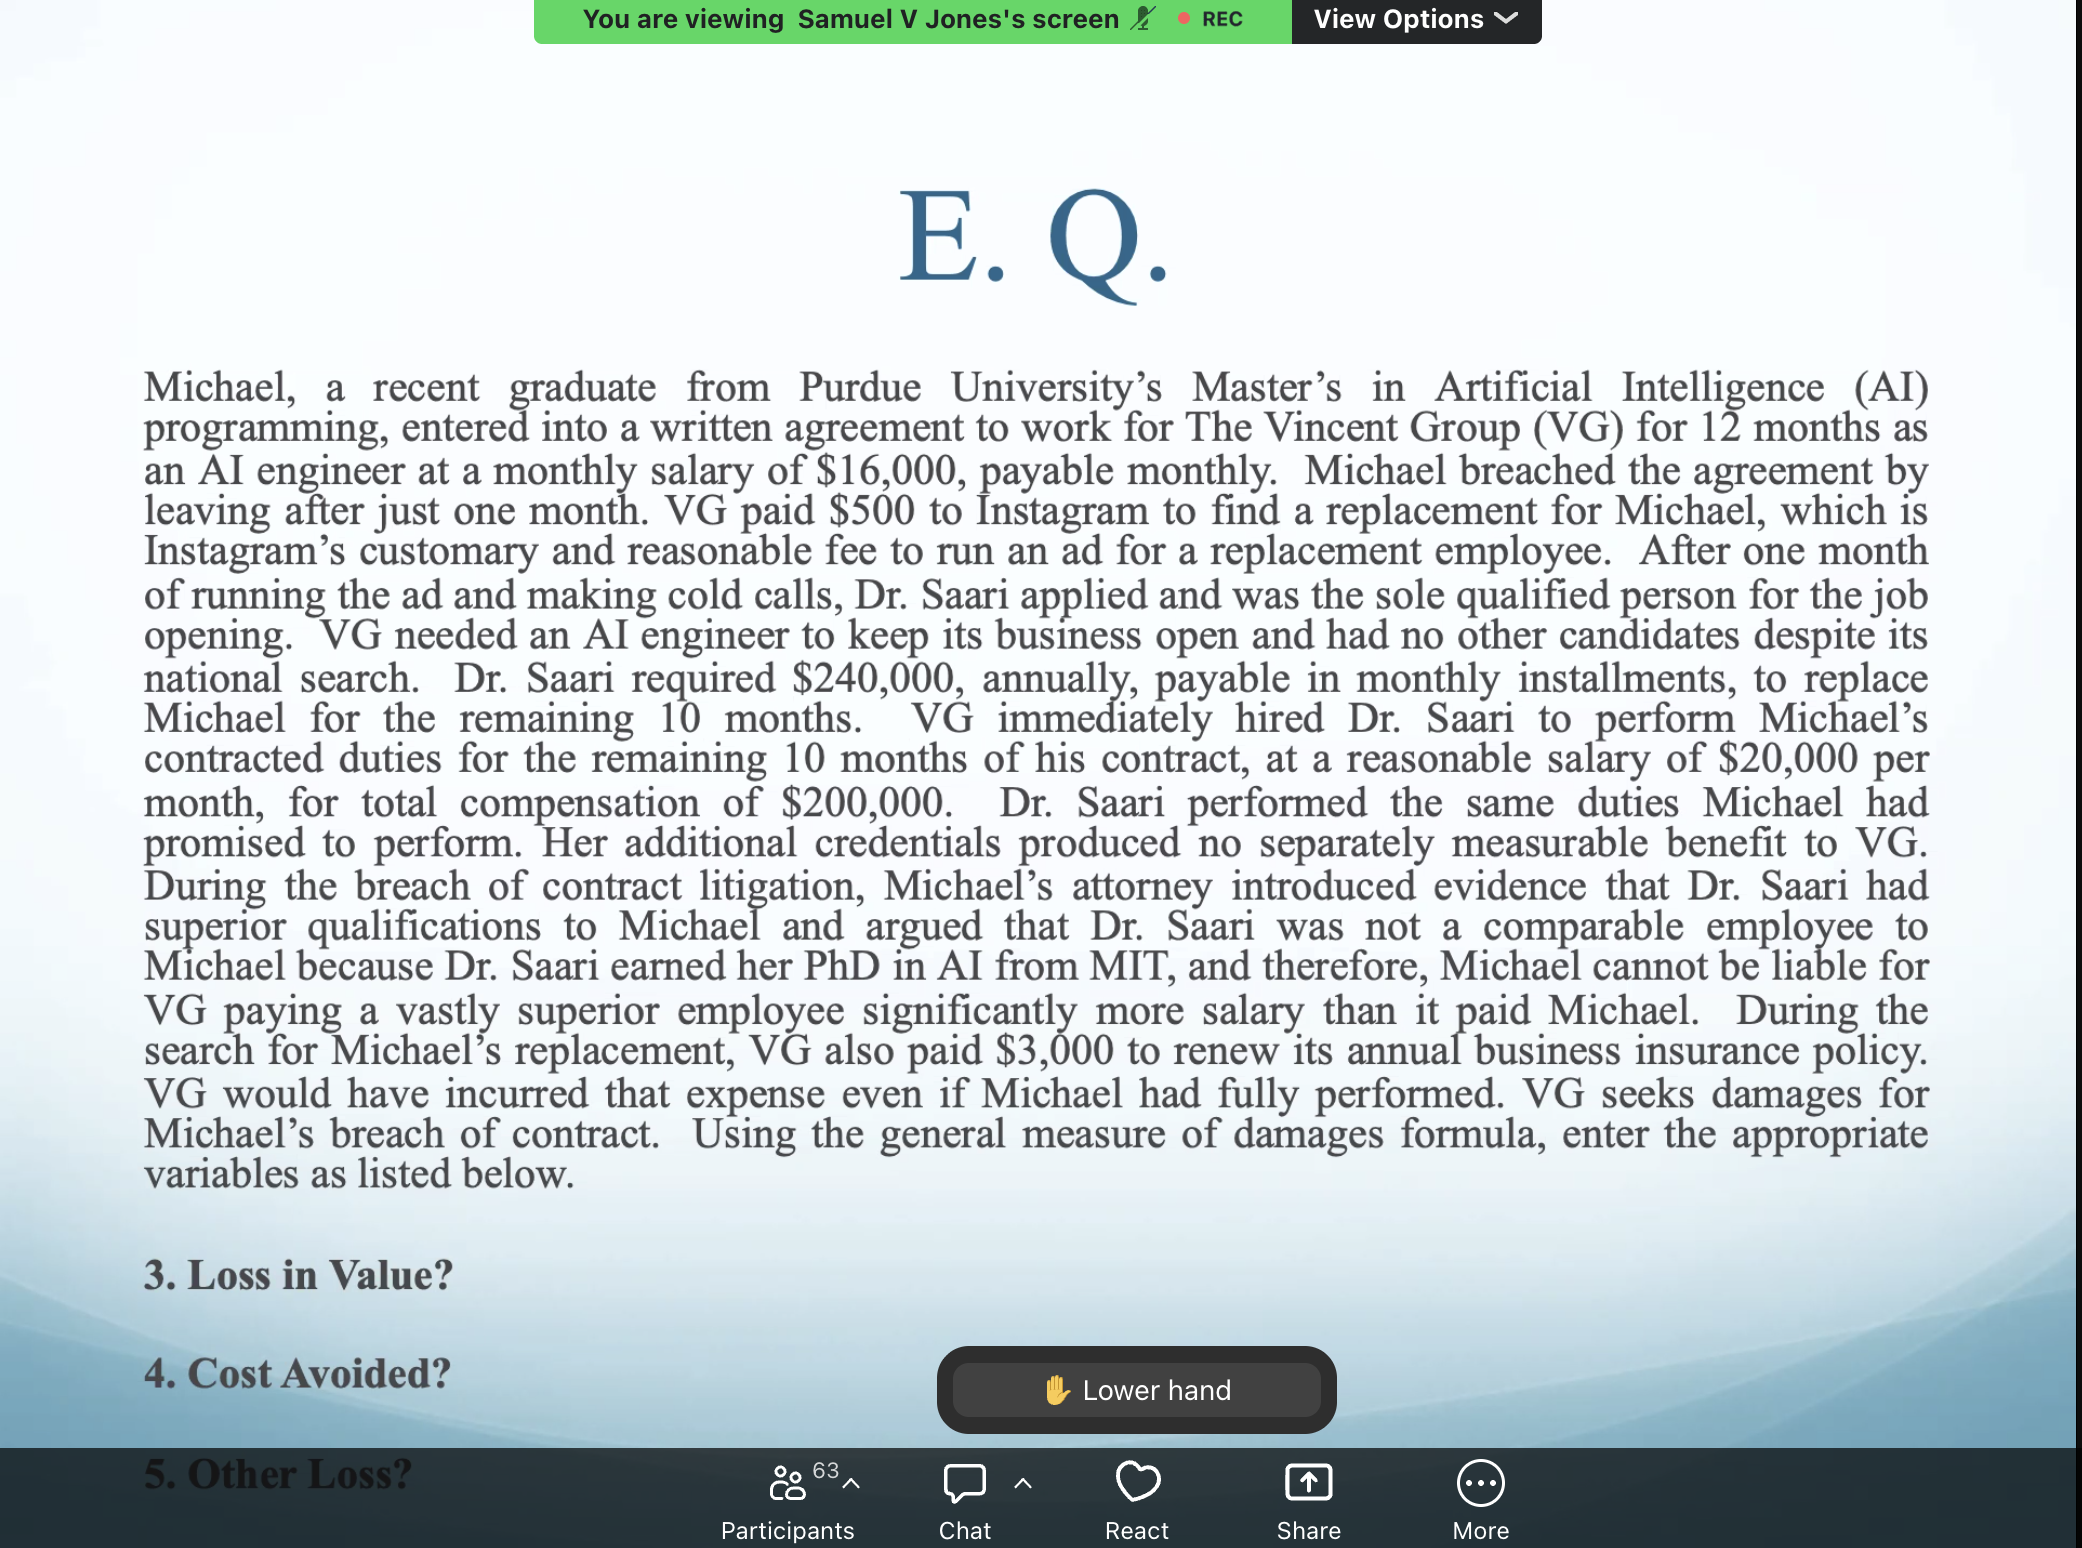 You are viewing Samuel V Jones's screen REC View Options
E. Q.
Michael, a recent graduate from Purdue University’s Master’s in Artificial Intelligence (AI)
programming, entered into a written agreement to work for The Vincent Group (VG) for 12 months as
an AI engineer at a monthly salary of $16,000, payable monthly.  Michael breached the agreement by
leaving after just one month. VG paid $500 to Instagram to find a replacement for Michael, which is
Instagram’s customary and reasonable fee to run an ad for a replacement employee.  After one month
of running the ad and making cold calls, Dr. Saari applied and was the sole qualified person for the job
opening.  VG needed an AI engineer to keep its business open and had no other candidates despite its
national search.  Dr. Saari required $240,000, annually, payable in monthly installments, to replace
Michael for the remaining 10 months.  VG immediately hired Dr. Saari to perform Michael’s
contracted duties for the remaining 10 months of his contract, at a reasonable salary of $20,000 per
month, for total compensation of $200,000.  Dr. Saari performed the same duties Michael had
promised to perform. Her additional credentials produced no separately measurable benefit to VG.
During the breach of contract litigation, Michael’s attorney introduced evidence that Dr. Saari had
superior qualifications to Michael and argued that Dr. Saari was not a comparable employee to
Michael because Dr. Saari earned her PhD in AI from MIT, and therefore, Michael cannot be liable for
VG paying a vastly superior employee significantly more salary than it paid Michael.  During the
search for Michael’s replacement, VG also paid $3,000 to renew its annual business insurance policy.
VG would have incurred that expense even if Michael had fully performed. VG seeks damages for
Michael’s breach of contract.  Using the general measure of damages formula, enter the appropriate
variables as listed below.
3. Loss in Value?
4. Cost Avoided?
Lower hand
5. Other Loss?
63
Participants Chat React Share More